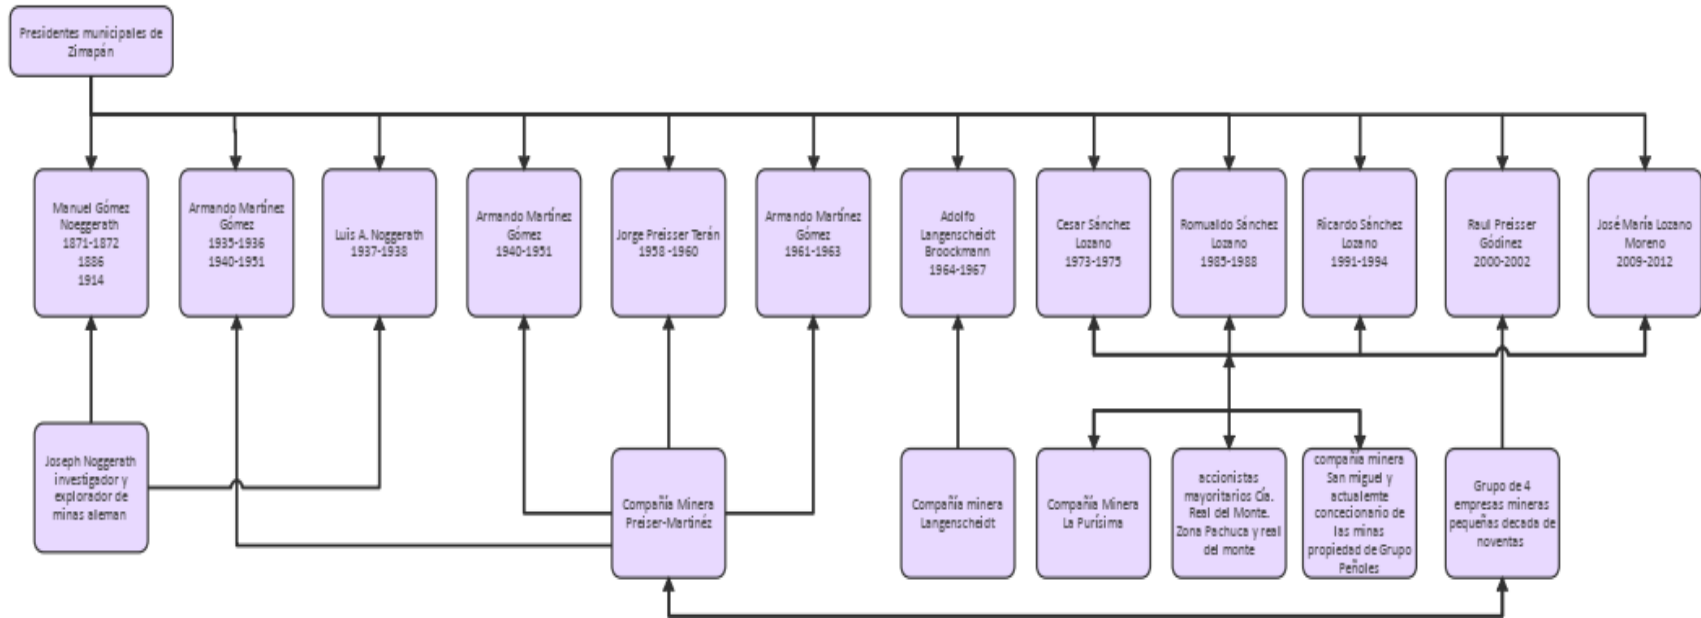 Presidentes municipales de
Zimapán
Manuel Gómez
Noeggerath
1871-1872
1886
1914
Armando Martínez
Gómez
1935-1936
1940-1951
Luis A. Noggerath
1937-1938
Armando Martínez
Gómez
1940-1951
Jorge Preisser Terán
1958 -1960
Armando Martínez
Gómez
1961-1963
Adolfo
Langenscheidt
Broockmann
1964-1967
Cesar Sánchez
Lozano
1973-1975
Romualdo Sánchez
Lozano
1985-1988
Ricardo Sánchez
Lozano
1991-1994
Raul Preisser
Gódinez
2000-2002
José María Lozano
Moreno
2009-2012
Joseph Noggerath
investigador y
explorador de
minas aleman
Compañía Minera
Preiser-Martinéz
Compañía minera
Langenscheidt
Compañía Minera
La Purísima
accionistas
mayoritarios Cía.
Real del Monte.
Zona Pachuca y real
del monte
compañía minera
San miguel y
actualemte
concecionario de
las minas
propiedad de Grupo
Peñoles
Grupo de 4
empresas mineras
pequeñas decada de
noventas